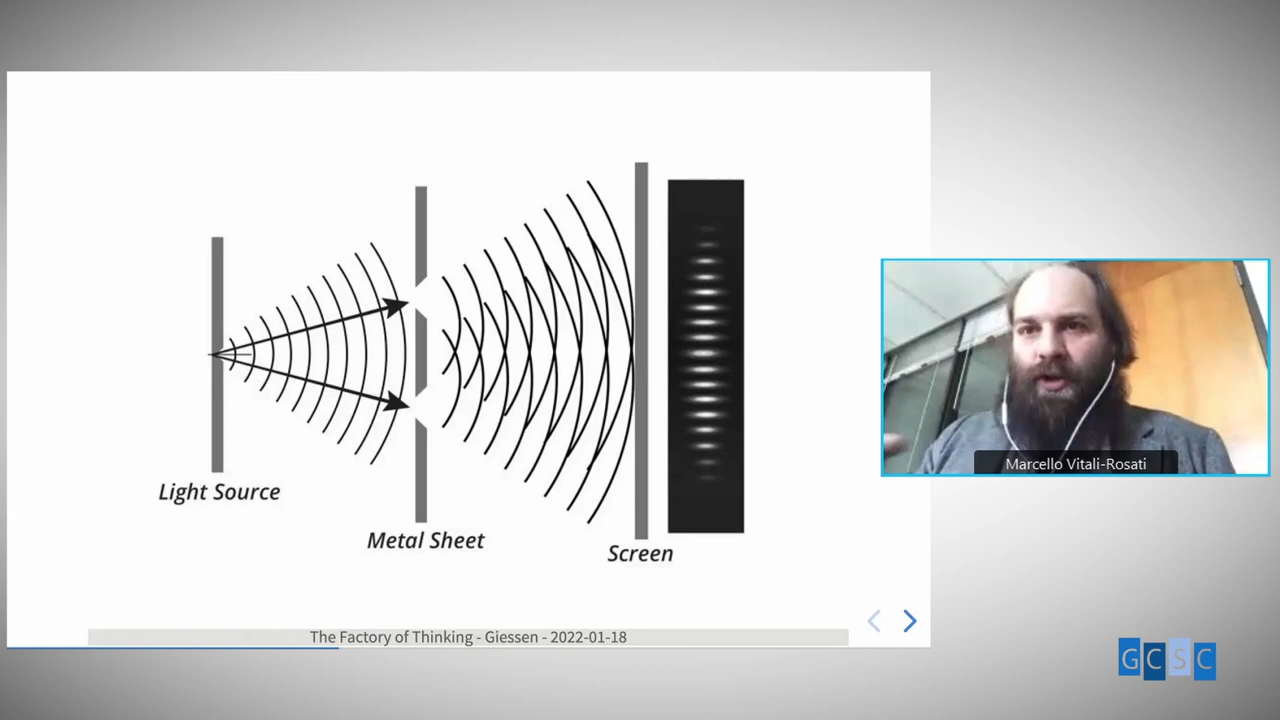 Light Source
Metal Sheet
Screen
The Factory of Thinking - Giessen - 2022-01-18
Marcello Vitali-Rosati
GCSC